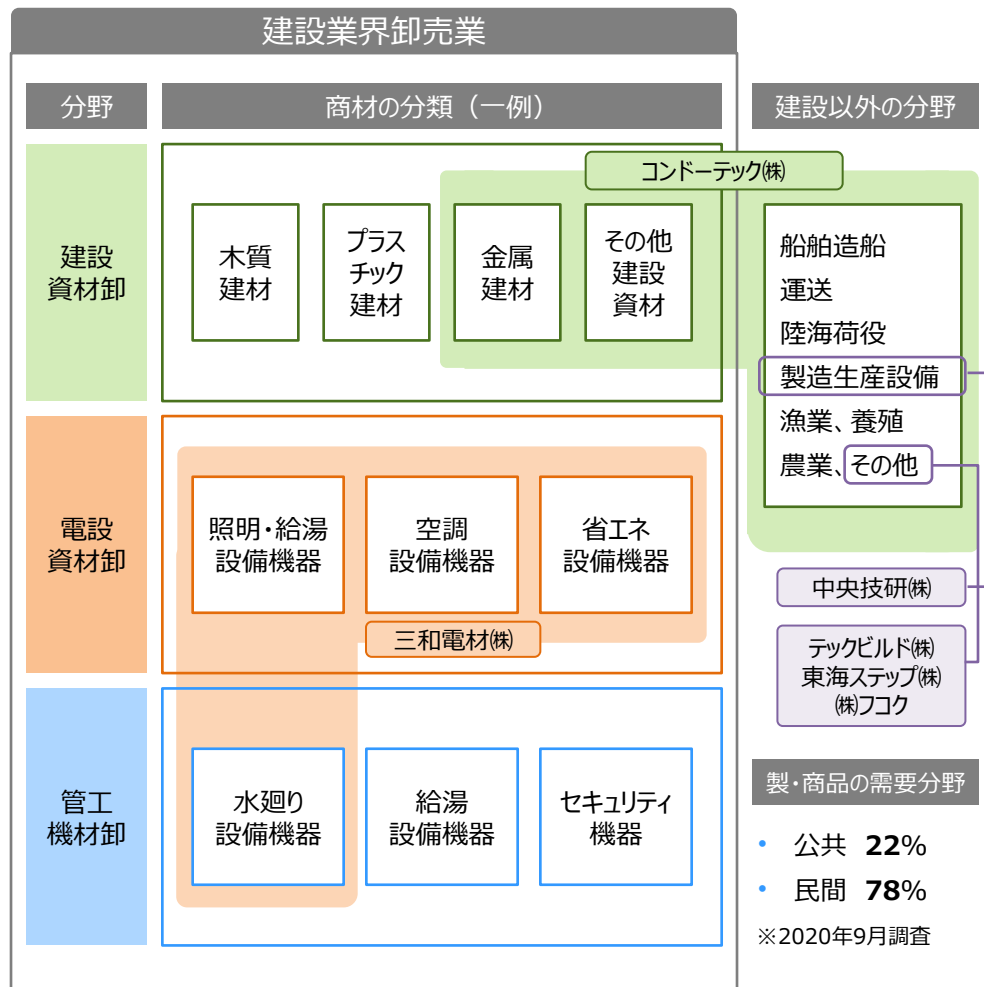 建設業界卸売業
分野
商材の分類（一例）
建設以外の分野
建設
資材卸
コンドーテック㈱
木質
建材
プラス
チック
建材
金属
建材
その他
建設
資材
船舶造船
運送
陸海荷役
製造生産設備
漁業、養殖
農業、その他
電設
資材卸
照明・給湯
設備機器
空調
設備機器
省エネ
設備機器
三和電材㈱
中央技研㈱
テックビルド㈱
東海ステップ㈱
㈱フコク
管工
機材卸
水廻り
設備機器
給湯
設備機器
セキュリティ
機器
製・商品の需要分野
• 公共 22%
• 民間 78%
※2020年9月調査